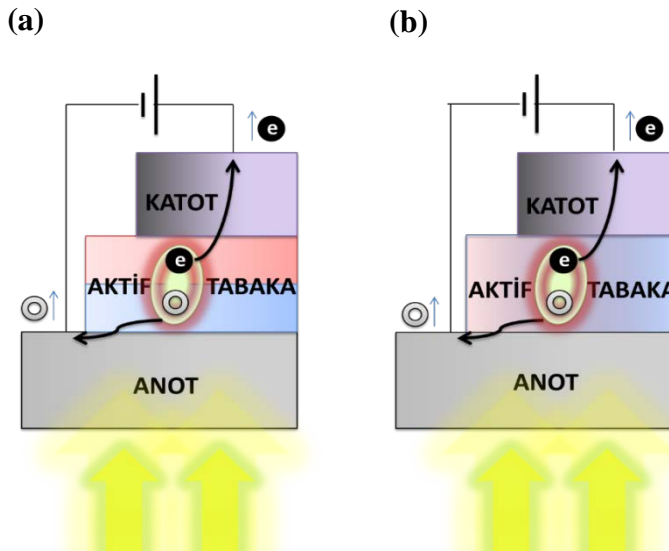 (a)
(b)
e
e
KATOT
KATOT
e
e
AKTİF TABAKA
AKTİF TABAKA
ANOT
ANOT